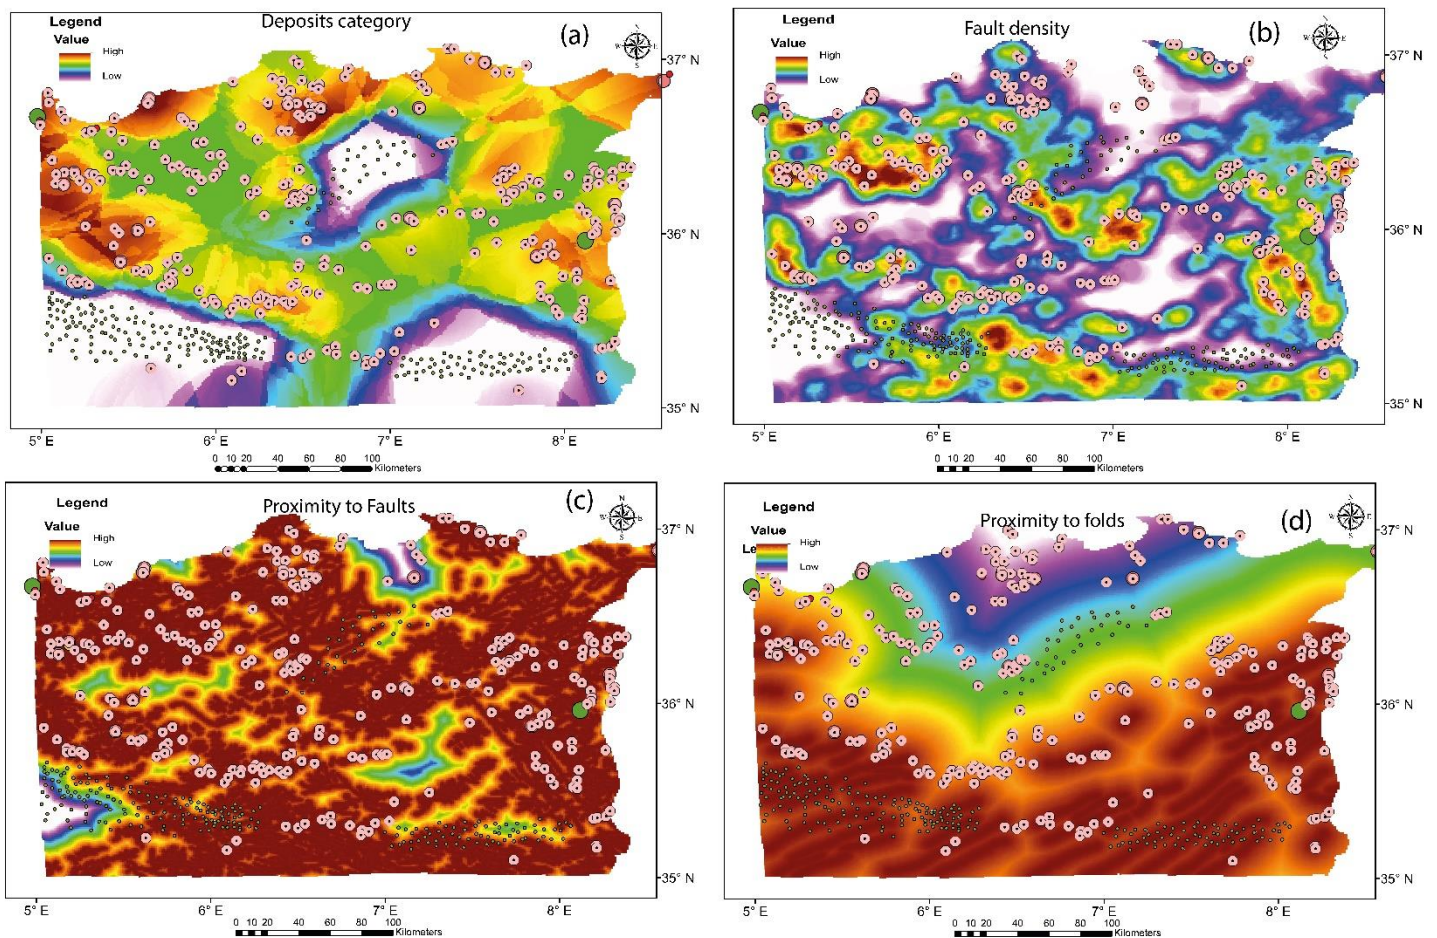 Legend
Value
High
Low
Deposits category
(a)
N
W
E
S
37° N
36° N
35° N
5° E
6° E
7° E
8° E
0 10 20 40 60 80 100
Kilometers
Legend
Value
High
Low
Fault density
(b)
W
E
37° N
36° N
35° N
5° E
6° E
7° E
8° E
0 10 20 40 60 80 100
Kilometers
Legend
Value
High
Low
Proximity to Faults
(c)
N
W
S
37° N
36° N
35° N
5° E
6° E
7° E
8° E
0 10 20 40 60 80 100
Kilometers
Legend
Value
High
Low
Proximity to folds
(d)
W
E
S
37° N
36° N
35° N
5° E
6° E
7° E
8° E
0 10 20 40 60 80 100
Kilometers